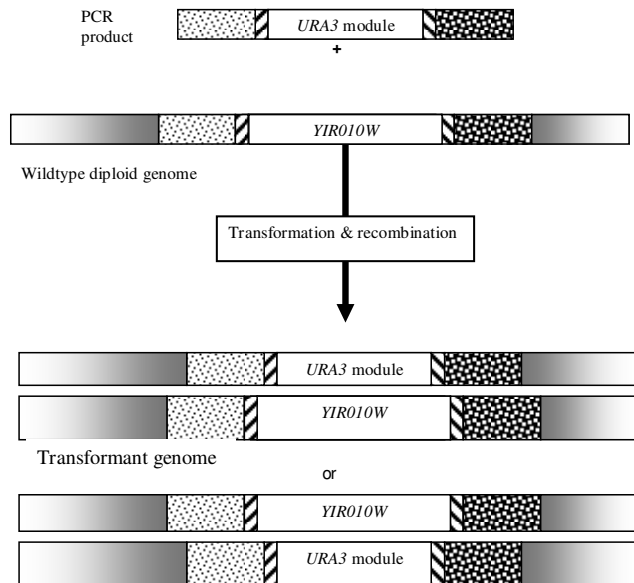 PCR
product
URA3 module
+
YIR010W
Wildtype diploid genome
Transformation & recombination
URA3 module
YIR010W
Transformant genome
or
YIR010W
URA3 module